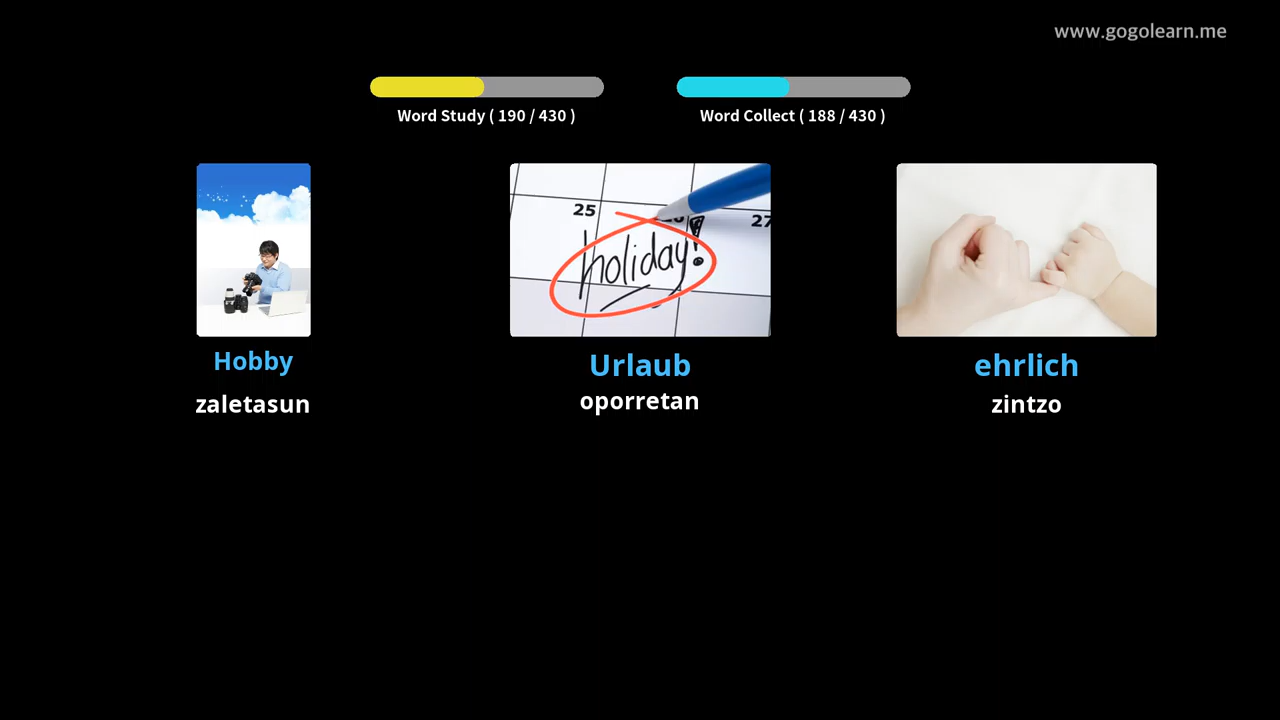 www.gogolearn.me
Word Study ( 190 / 430 )
Word Collect ( 188 / 430 )
25
27
holiday!
Hobby
Urlaub
ehrlich
zaletasun
oporretan
zintzo